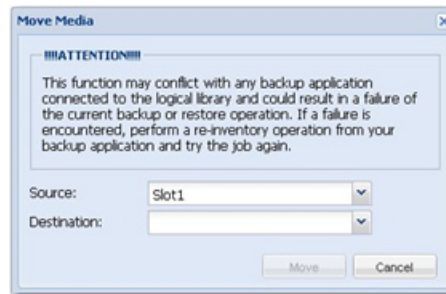 Move Media
!!!!ATTENTION!!!!
This function may conflict with any backup application
connected to the logical library and could result in a failure of
the current backup or restore operation. If a failure is
encountered, perform a re-inventory operation from your
backup application and try the job again.
Source: Slot1
Destination:
Move Cancel